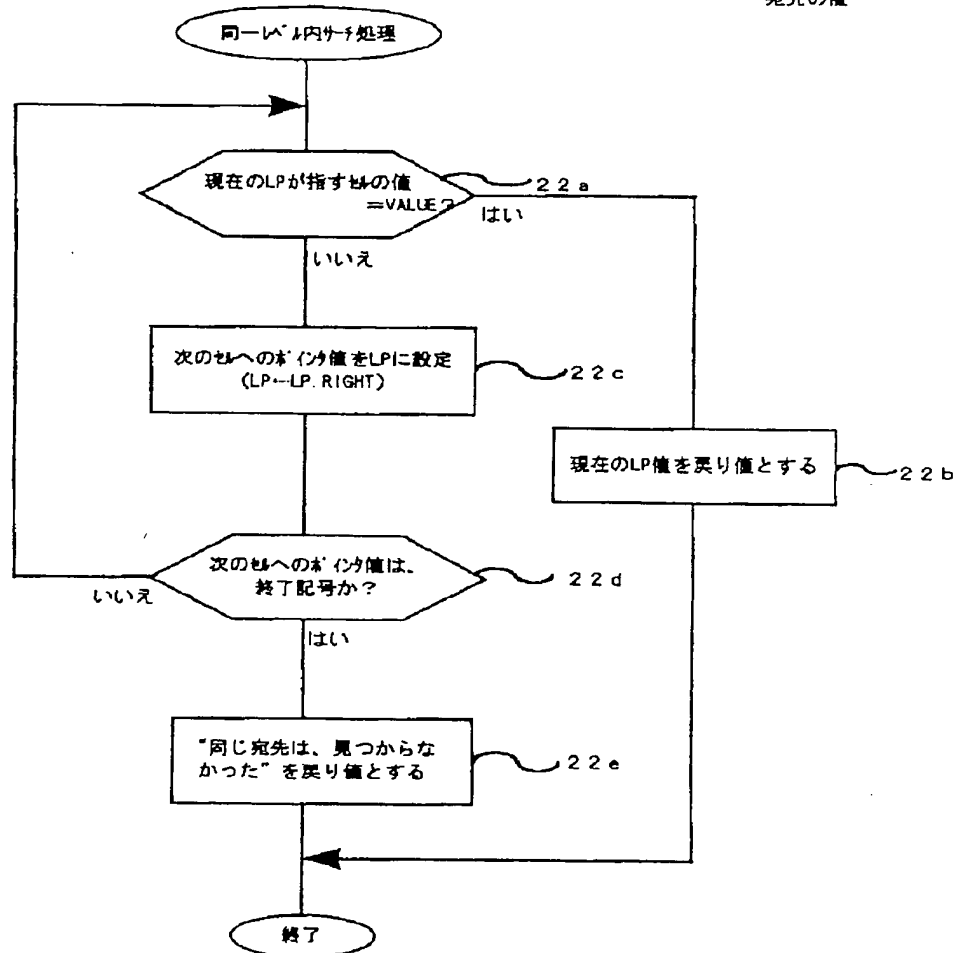 宛先の値
同一レベル内サーチ処理
現在のLPが指すセルの値
=VALUE?
22a
はい
いいえ
次のセルへのポインタ値をLPに設定
(LP←LP.RIGHT)
22c
現在のLP値を戻り値とする
22b
次のセルへのポインタ値は、
終了記号か?
22d
いいえ
はい
"同じ宛先は、見つからな
かった"を戻り値とする
22e
終了